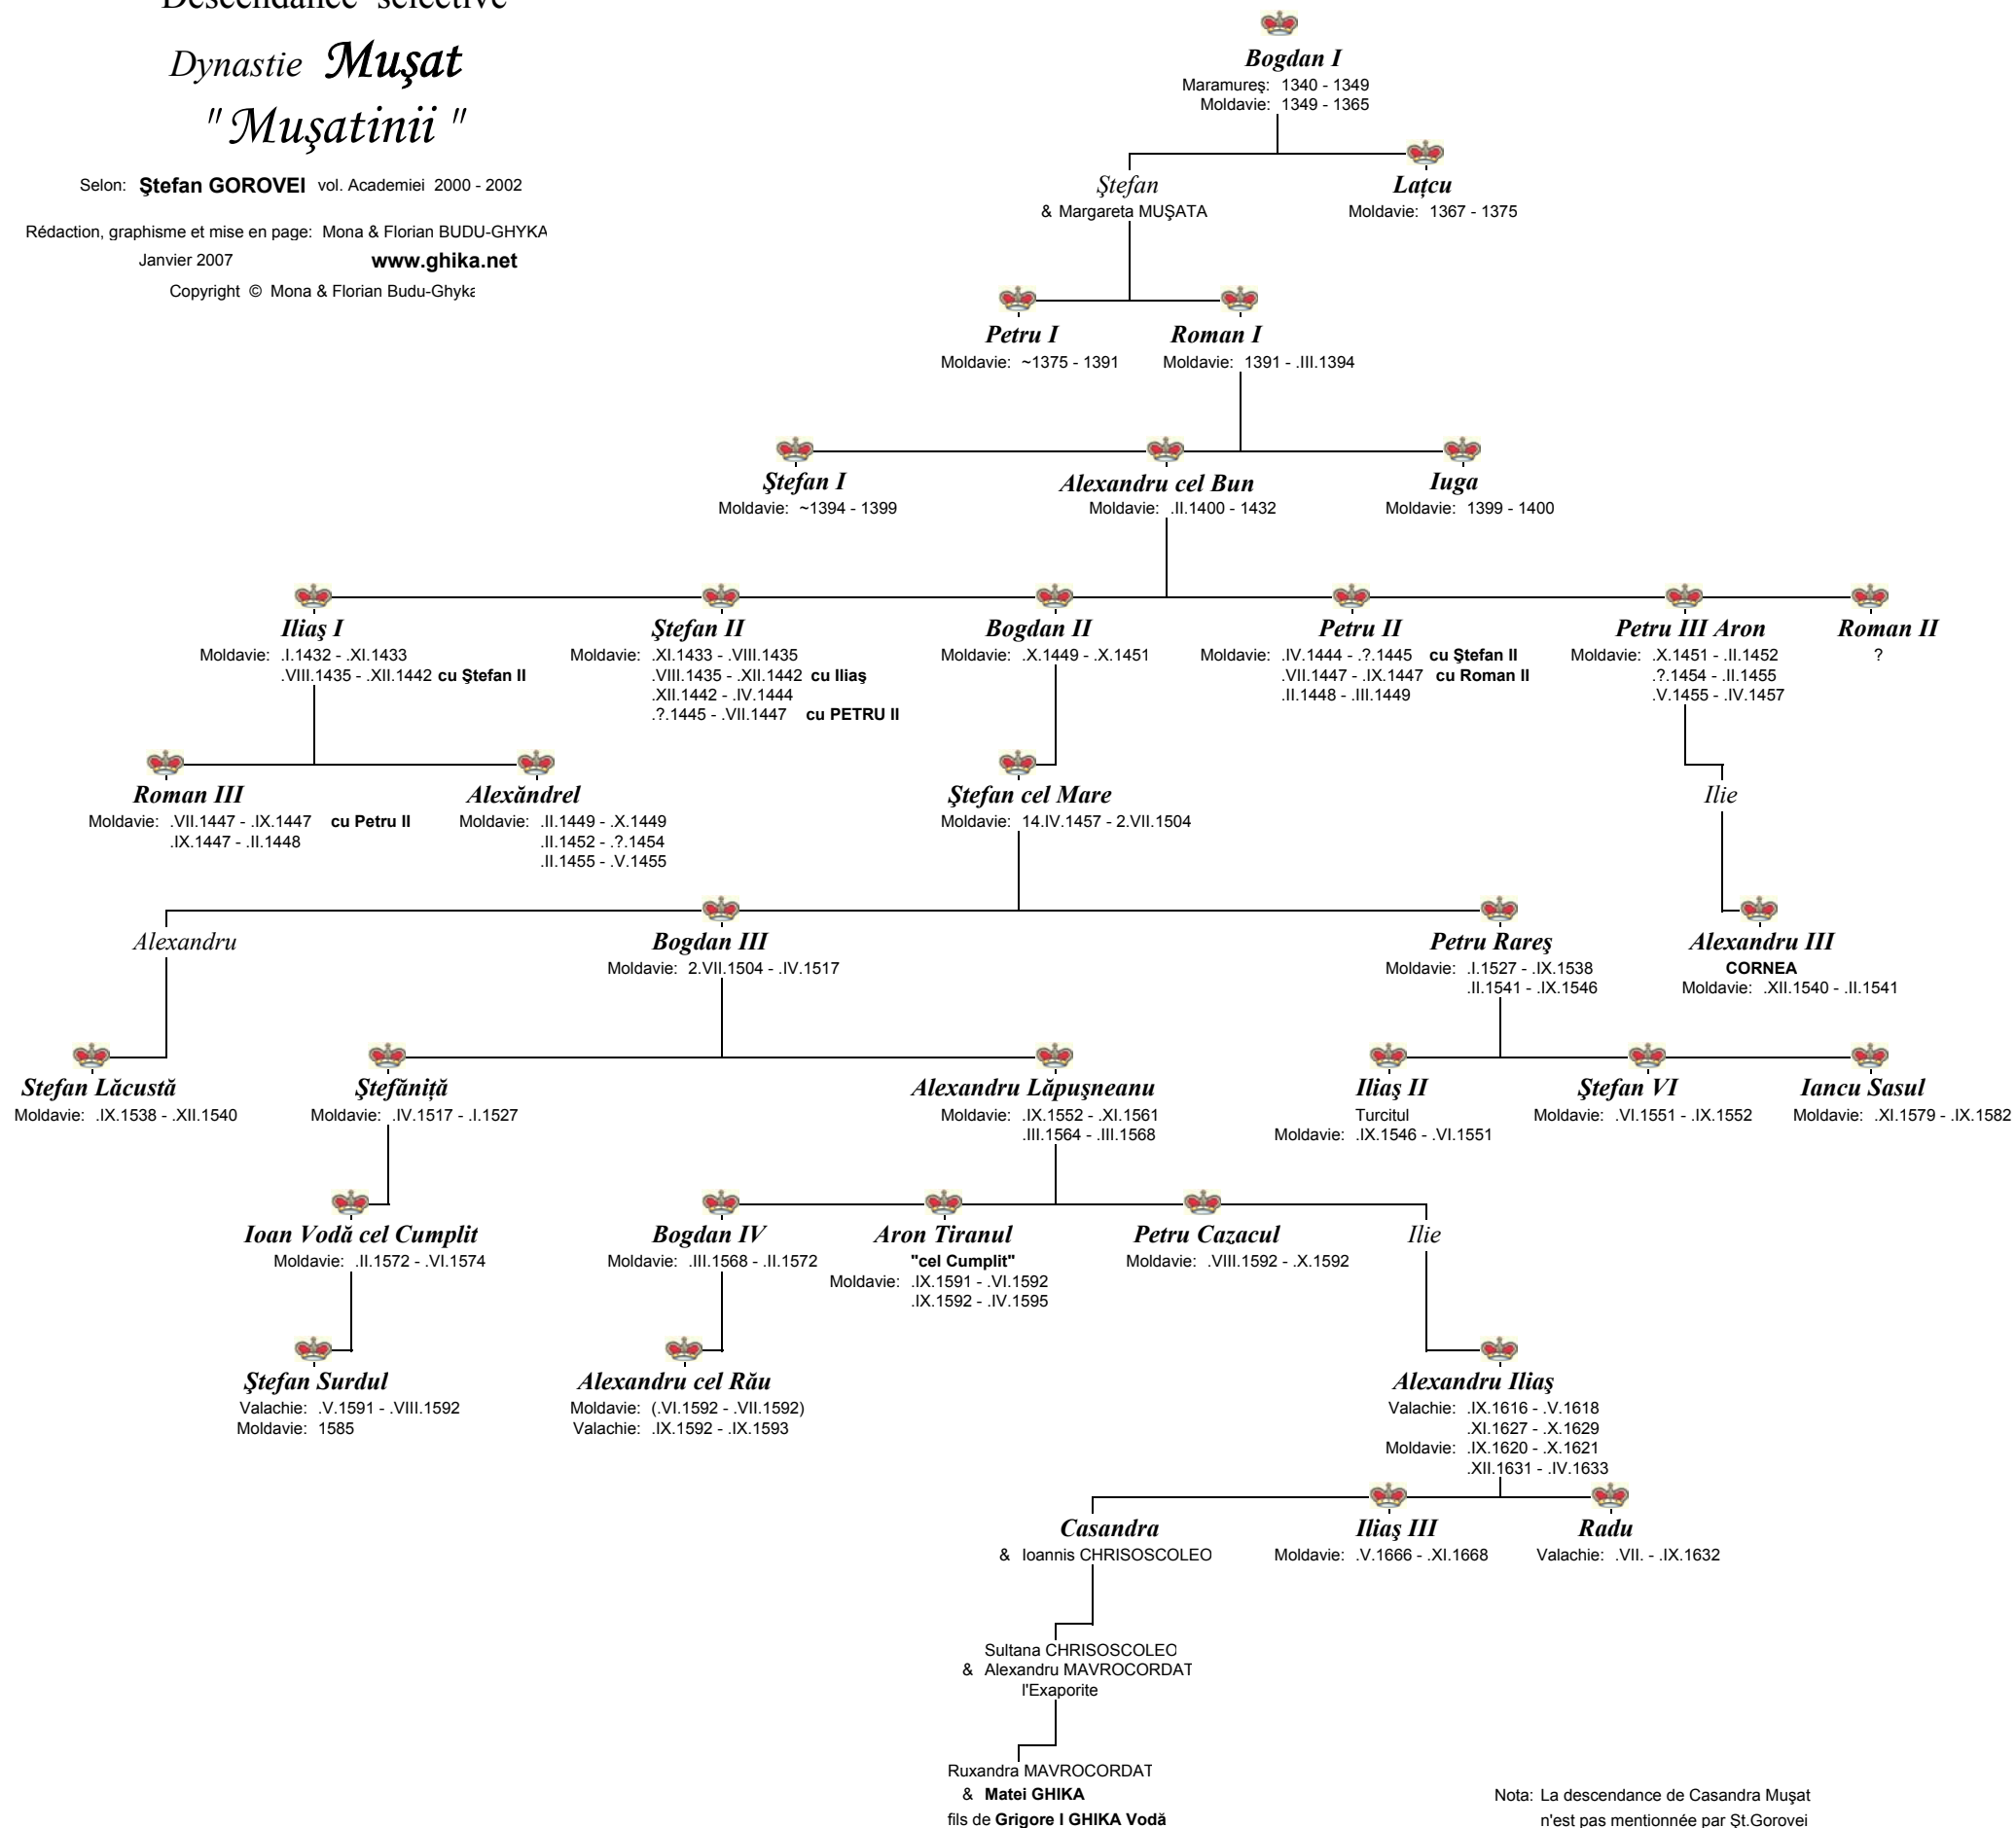 Descendance selective
Dynastie Muşat
"Muşatinii"
Selon: Ştefan GOROVEI vol. Academiei 2000 - 2002
Rédaction, graphisme et mise en page: Mona & Florian BUDU-GHYKA
Janvier 2007 www.ghika.net
Copyright © Mona & Florian Budu-Ghyka
Bogdan I
Maramureş: 1340 - 1349
Moldavie: 1349 - 1365
Ştefan
& Margareta MUŞATA
Laţcu
Moldavie: 1367 - 1375
Petru I
Moldavie: ~1375 - 1391
Roman I
Moldavie: 1391 - .III.1394
Ştefan I
Moldavie: ~1394 - 1399
Alexandru cel Bun
Moldavie: .II.1400 - 1432
Iuga
Moldavie: 1399 - 1400
Iliaş I
Moldavie: .I.1432 - .XI.1433
.VIII.1435 - .XII.1442 cu Ştefan II
Ştefan II
Moldavie: .XI.1433 - .VIII.1435
.VIII.1435 - .XII.1442 cu Iliaş
.XII.1442 - .IV.1444
.?.1445 - .VII.1447 cu PETRU II
Bogdan II
Moldavie: .X.1449 - .X.1451
Petru II
Moldavie: .IV.1444 - .?.1445 cu Ştefan II
.VII.1447 - .IX.1447 cu Roman II
.II.1448 - .III.1449
Petru III Aron
Moldavie: .X.1451 - .II.1452
.?.1454 - .II.1455
.V.1455 - .IV.1457
Roman II
?
Roman III
Moldavie: .VII.1447 - .IX.1447 cu Petru II
.IX.1447 - .II.1448
Alexăndrel
Moldavie: .II.1449 - .X.1449
.II.1452 - .?.1454
.II.1455 - .V.1455
Ştefan cel Mare
Moldavie: 14.IV.1457 - 2.VII.1504
Ilie
Alexandru
Bogdan III
Moldavie: 2.VII.1504 - .IV.1517
Petru Rareş
Moldavie: .I.1527 - .IX.1538
.II.1541 - .IX.1546
Alexandru III
CORNEA
Moldavie: .XII.1540 - .II.1541
Stefan Lăcustă
Moldavie: .IX.1538 - .XII.1540
Ştefăniţă
Moldavie: .IV.1517 - .I.1527
Alexandru Lăpuşneanu
Moldavie: .IX.1552 - .XI.1561
.III.1564 - .III.1568
Iliaş II
Turcitul
Moldavie: .IX.1546 - .VI.1551
Ştefan VI
Moldavie: .VI.1551 - .IX.1552
Iancu Sasul
Moldavie: .XI.1579 - .IX.1582
Ioan Vodă cel Cumplit
Moldavie: .II.1572 - .VI.1574
Bogdan IV
Moldavie: .III.1568 - .II.1572
Aron Tiranul
"cel Cumplit"
Moldavie: .IX.1591 - .VI.1592
.IX.1592 - .IV.1595
Petru Cazacul
Moldavie: .VIII.1592 - .X.1592
Ilie
Ştefan Surdul
Valachie: .V.1591 - .VIII.1592
Moldavie: 1585
Alexandru cel Rău
Moldavie: (.VI.1592 - .VII.1592)
Valachie: .IX.1592 - .IX.1593
Alexandru Iliaş
Valachie: .IX.1616 - .V.1618
.XI.1627 - .X.1629
Moldavie: .IX.1620 - .X.1621
.XII.1631 - .IV.1633
Casandra
& Ioannis CHRISOSCOLEO
Iliaş III
Moldavie: .V.1666 - .XI.1668
Radu
Valachie: .VII. - .IX.1632
Sultana CHRISOSCOLEO
& Alexandru MAVROCORDAT
l'Exaporite
Ruxandra MAVROCORDAT
& Matei GHIKA
fils de Grigore I GHIKA Vodă
Nota: La descendance de Casandra Muşat
n'est pas mentionnée par Şt.Gorovei